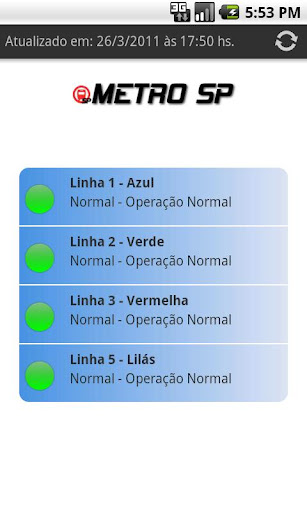 3G
5:53 PM
Atualizado em: 26/3/2011 às 17:50 hs.
SP METRO SP
Linha 1 - Azul
Normal - Operação Normal
Linha 2 - Verde
Normal - Operação Normal
Linha 3 - Vermelha
Normal - Operação Normal
Linha 5 - Lilás
Normal - Operação Normal